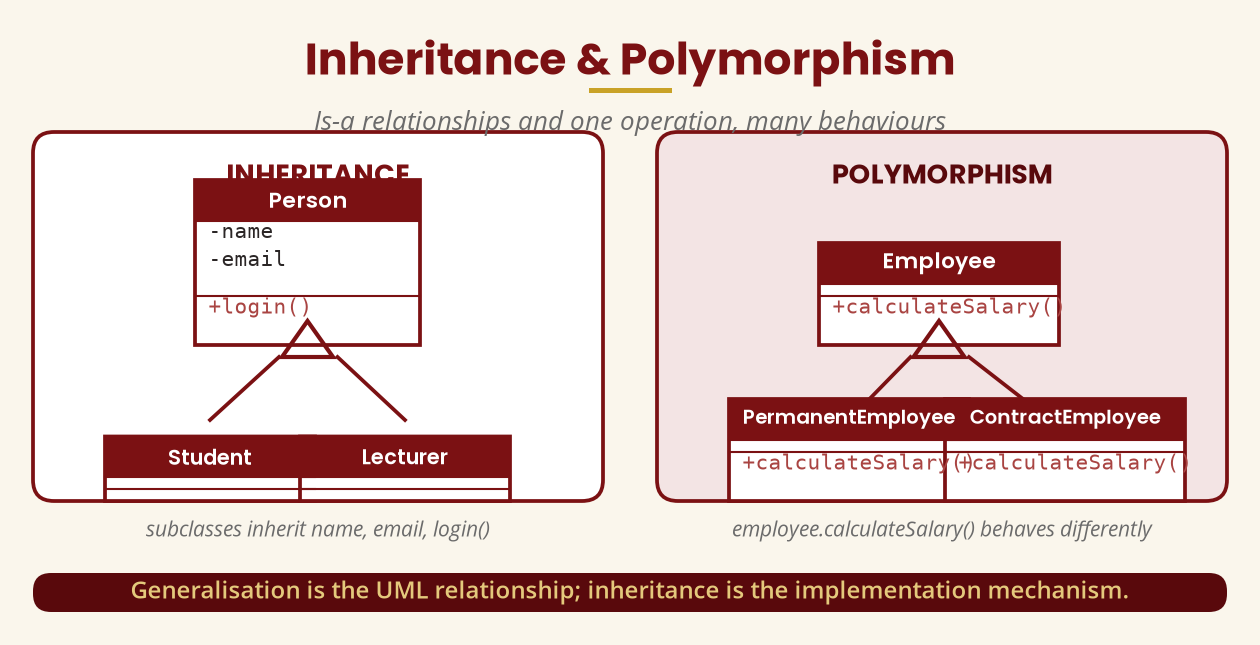 Inheritance & Polymorphism
Is-a relationships and one operation, many behaviours
INHERITANCE
Person
-name
-email
+login()
Student
Lecturer
subclasses inherit name, email, login()
POLYMORPHISM
Employee
+calculateSalary()
PermanentEmployee
ContractEmployee
+calculateSalary()
+calculateSalary()
employee.calculateSalary() behaves differently
Generalisation is the UML relationship; inheritance is the implementation mechanism.